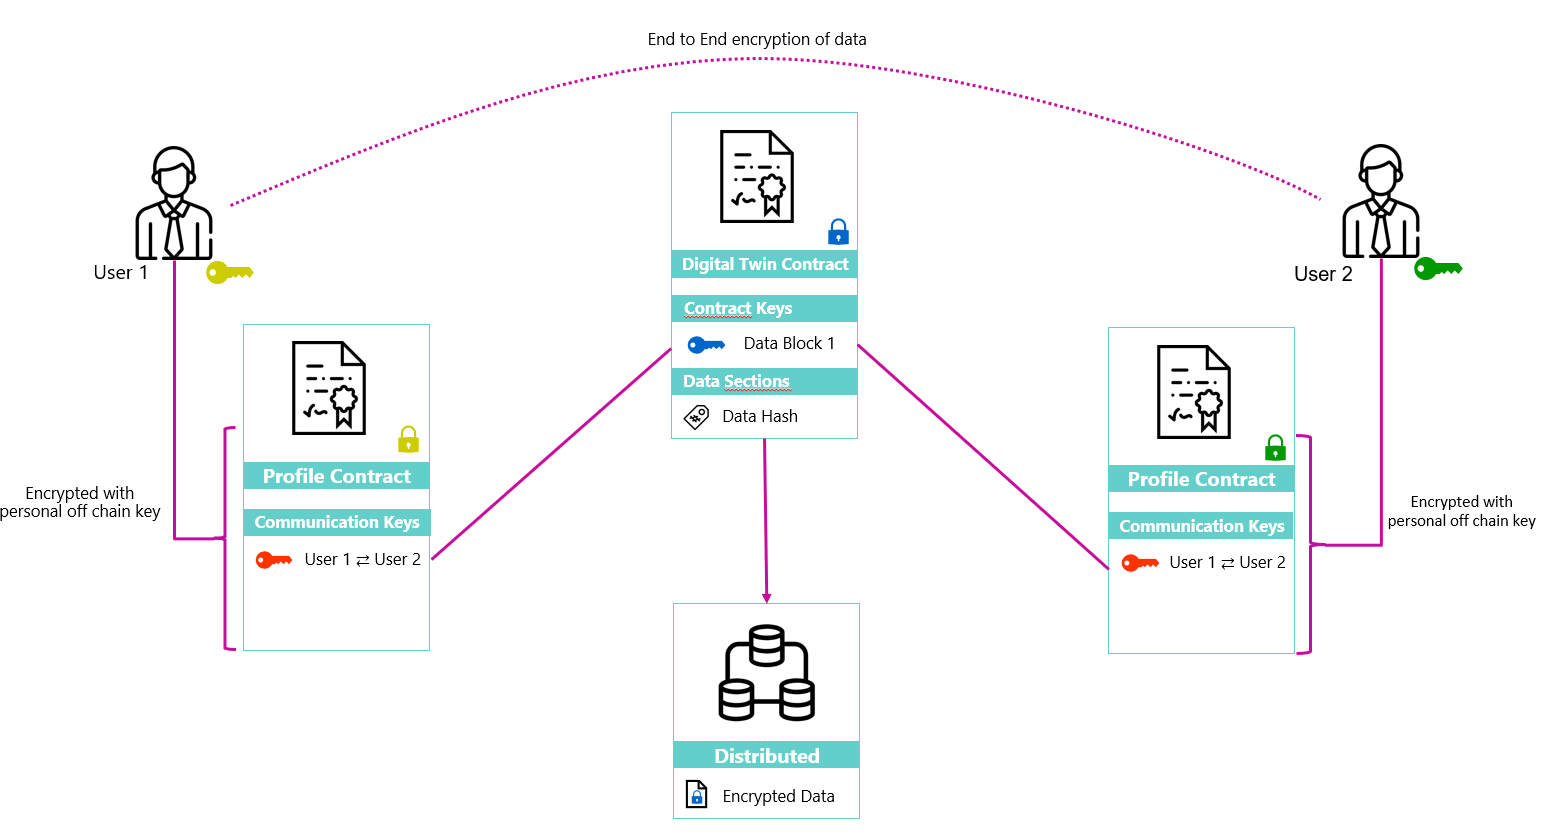 End to End encryption of data
User 1
User 2
Digital Twin Contract
Contract Keys
Data Block 1
Data Sections
Data Hash
Encrypted with
personal off chain key
Profile Contract
Communication Keys
User 1 ⇄ User 2
Profile Contract
Communication Keys
User 1 ⇄ User 2
Encrypted with
personal off chain key
Distributed
Encrypted Data